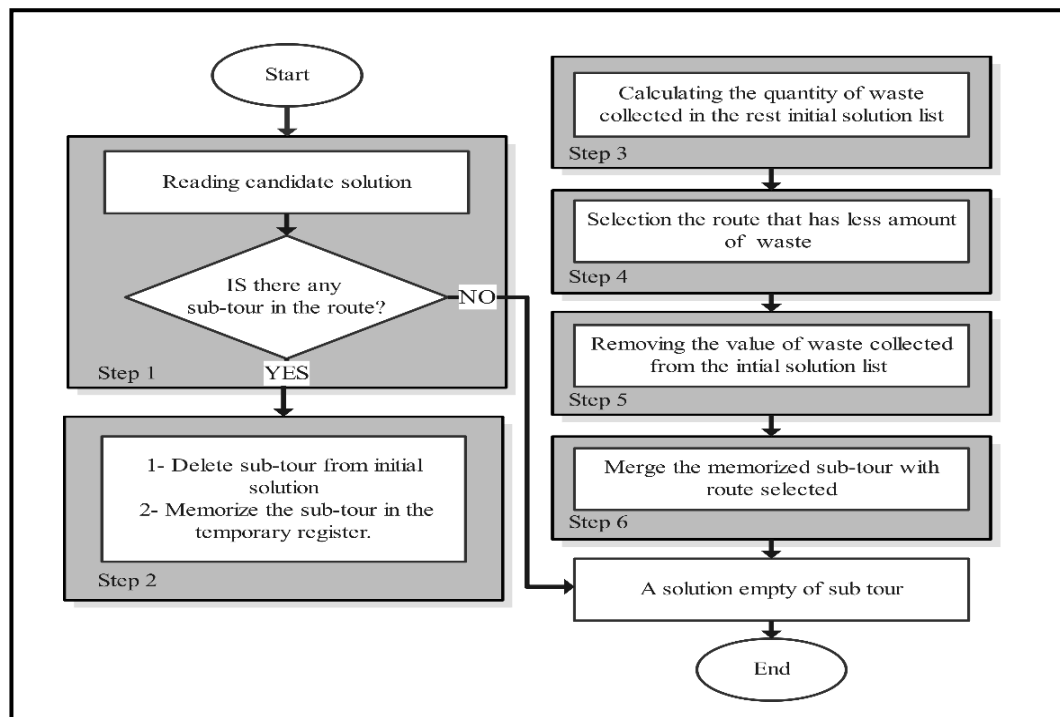 Start
Reading candidate solution
IS there any
sub-tour in the route?
NO
YES
Step 1
1- Delete sub-tour from initial
solution
2- Memorize the sub-tour in the
temporary register.
Step 2
Calculating the quantity of waste
collected in the rest initial solution list
Step 3
Selection the route that has less amount
of waste
Step 4
Removing the value of waste collected
from the intial solution list
Step 5
Merge the memorized sub-tour with
route selected
Step 6
A solution empty of sub tour
End